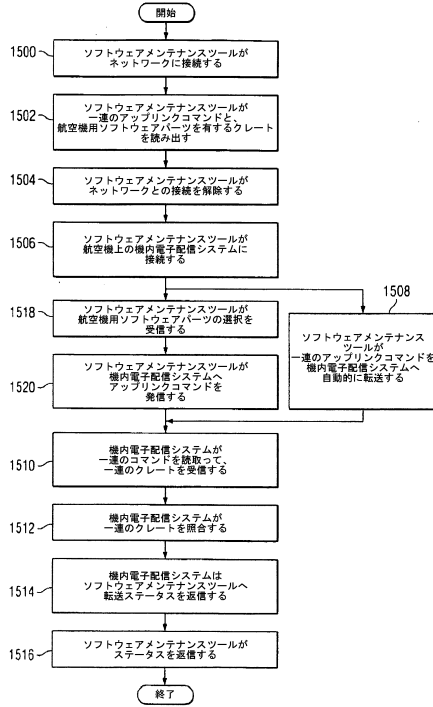 開始
1500
ソフトウェアメンテナンスツールが
ネットワークに接続する
1502
ソフトウェアメンテナンスツールが
一連のアップリンクコマンドと、
航空機用ソフトウェアパーツを有するクレート
を読み出す
1504
ソフトウェアメンテナンスツールが
ネットワークとの接続を解除する
1506
ソフトウェアメンテナンスツールが
航空機上の機内電子配信システムに
接続する
1508
ソフトウェアメンテナンス
ツールが
一連のアップリンクコマンドを
機内電子配信システムへ
自動的に転送する
1518
ソフトウェアメンテナンスツールが
航空機用ソフトウェアパーツの選択を
受信する
1520
ソフトウェアメンテナンスツールが
機内電子配信システムへ
アップリンクコマンドを
発信する
1510
機内電子配信システムが
一連のコマンドを読取って、
一連のクレートを受信する
1512
機内電子配信システムが
一連のクレートを照合する
1514
機内電子配信システムは
ソフトウェアメンテナンスツールへ
転送ステータスを返信する
1516
ソフトウェアメンテナンスツールが
ステータスを返信する
終了